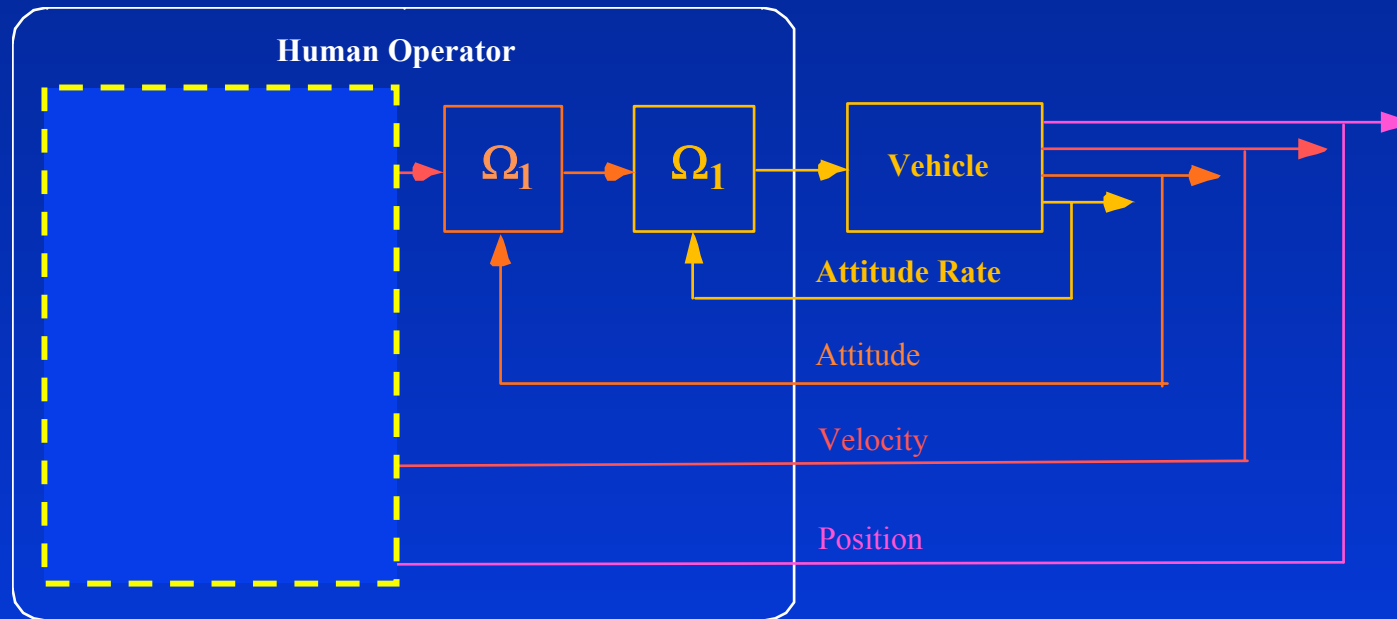 Human Operator
Ω1
Ω1
Vehicle
Attitude Rate
Attitude
Velocity
Position